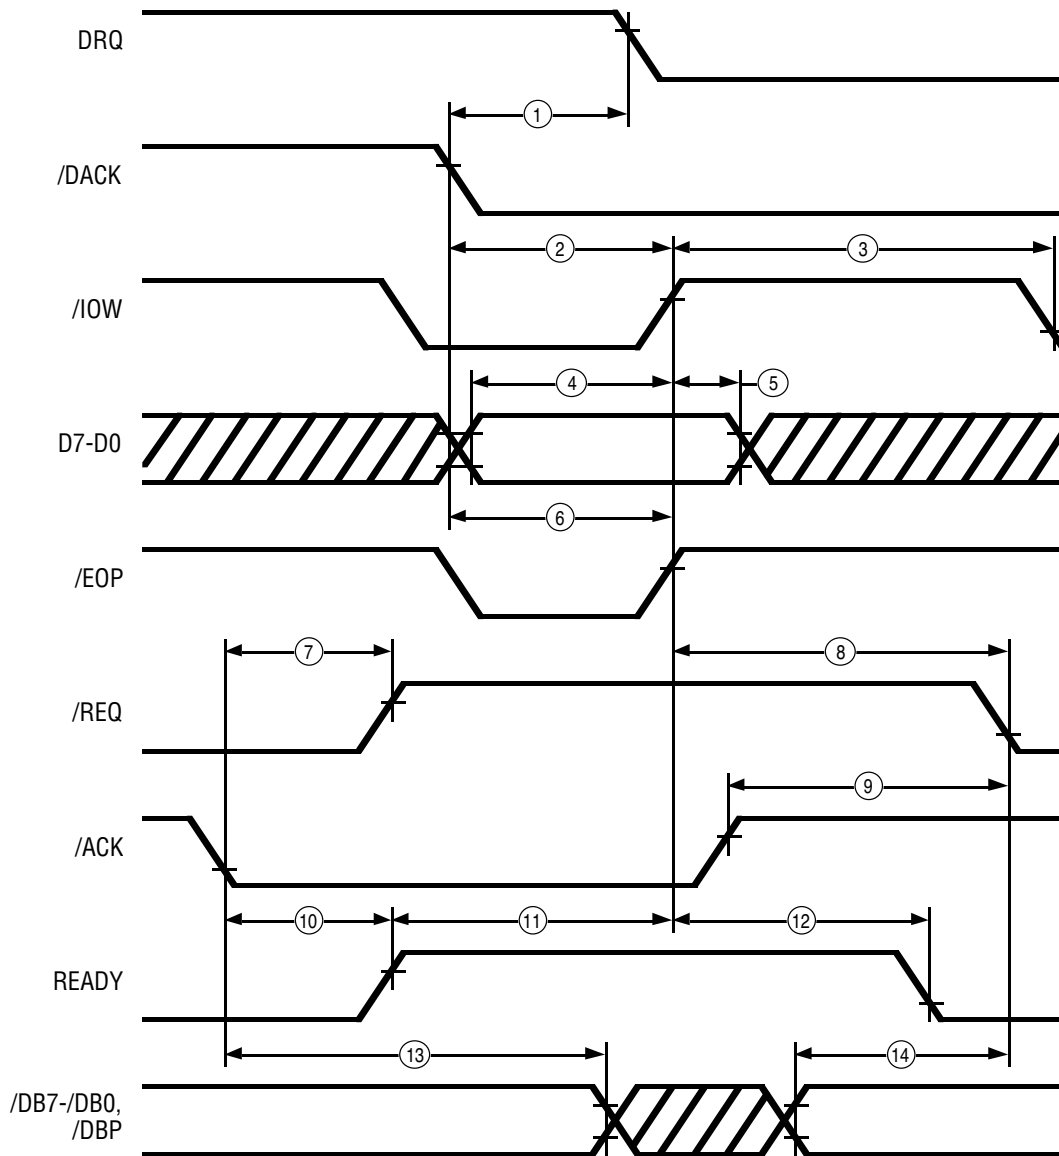 DRQ
1
/DACK
2
3
/IOW
4
5
D7-D0
6
/EOP
7
8
/REQ
9
/ACK
10
11
12
READY
13
14
/DB7-/DB0,
/DBP